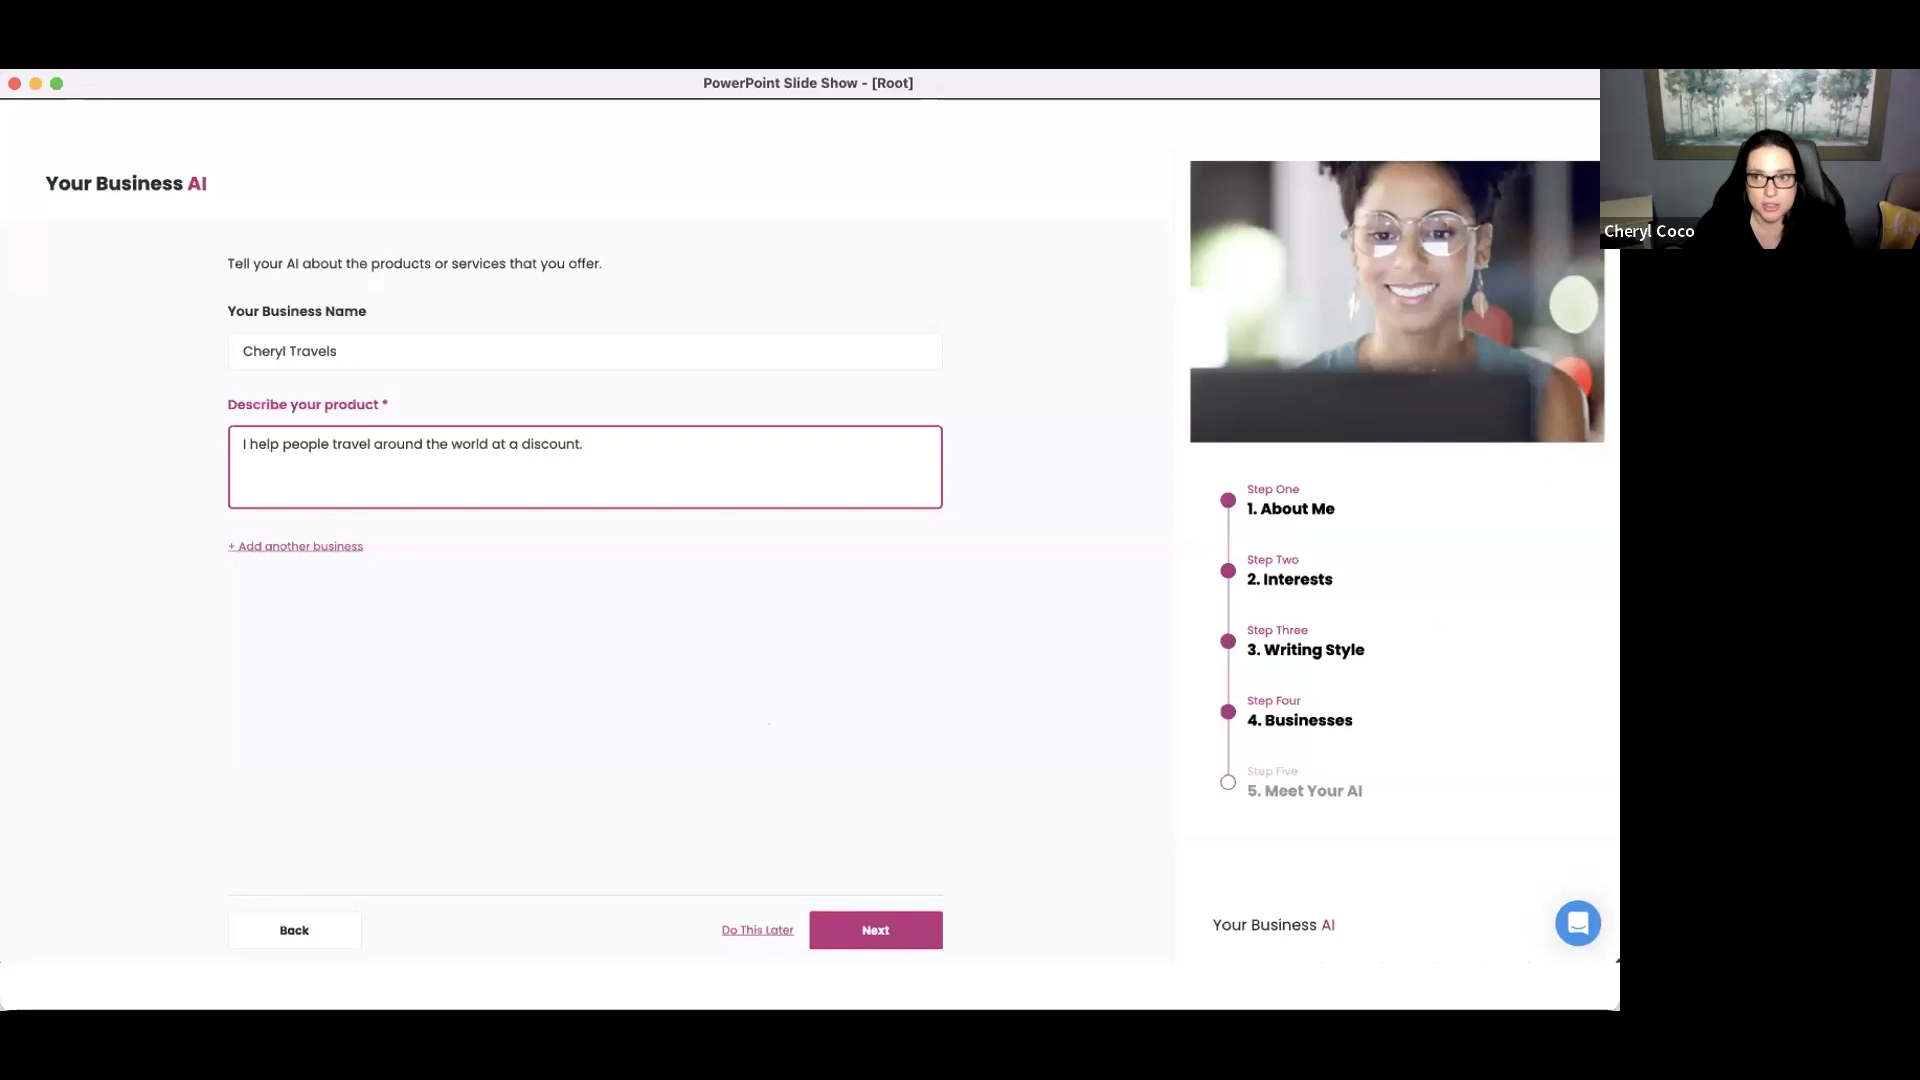 PowerPoint Slide Show - [Root]
Your Business AI
Tell your AI about the products or services that you offer.
Your Business Name
Cheryl Travels
Describe your product *
I help people travel around the world at a discount.
+ Add another business
Back
Do This Later
Next
Cheryl Coco
Step One
1. About Me
Step Two
2. Interests
Step Three
3. Writing Style
Step Four
4. Businesses
Step Five
5. Meet Your AI
Your Business AI